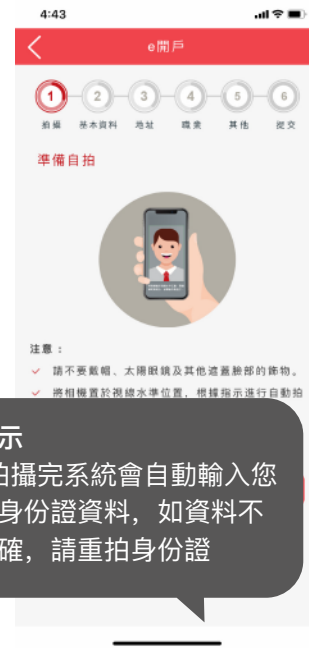 4:43
e開戶
1 2 3 4 5 6
拍攝 基本資料 地址 職業 其他 提交
準備自拍
注意：
請不要戴帽、太陽眼鏡及其他遮蓋臉部的飾物。
將相機置於視線水準位置，根據指示進行自動拍
示
拍攝完系統會自動輸入您
身份證資料，如資料不
確，請重拍身份證